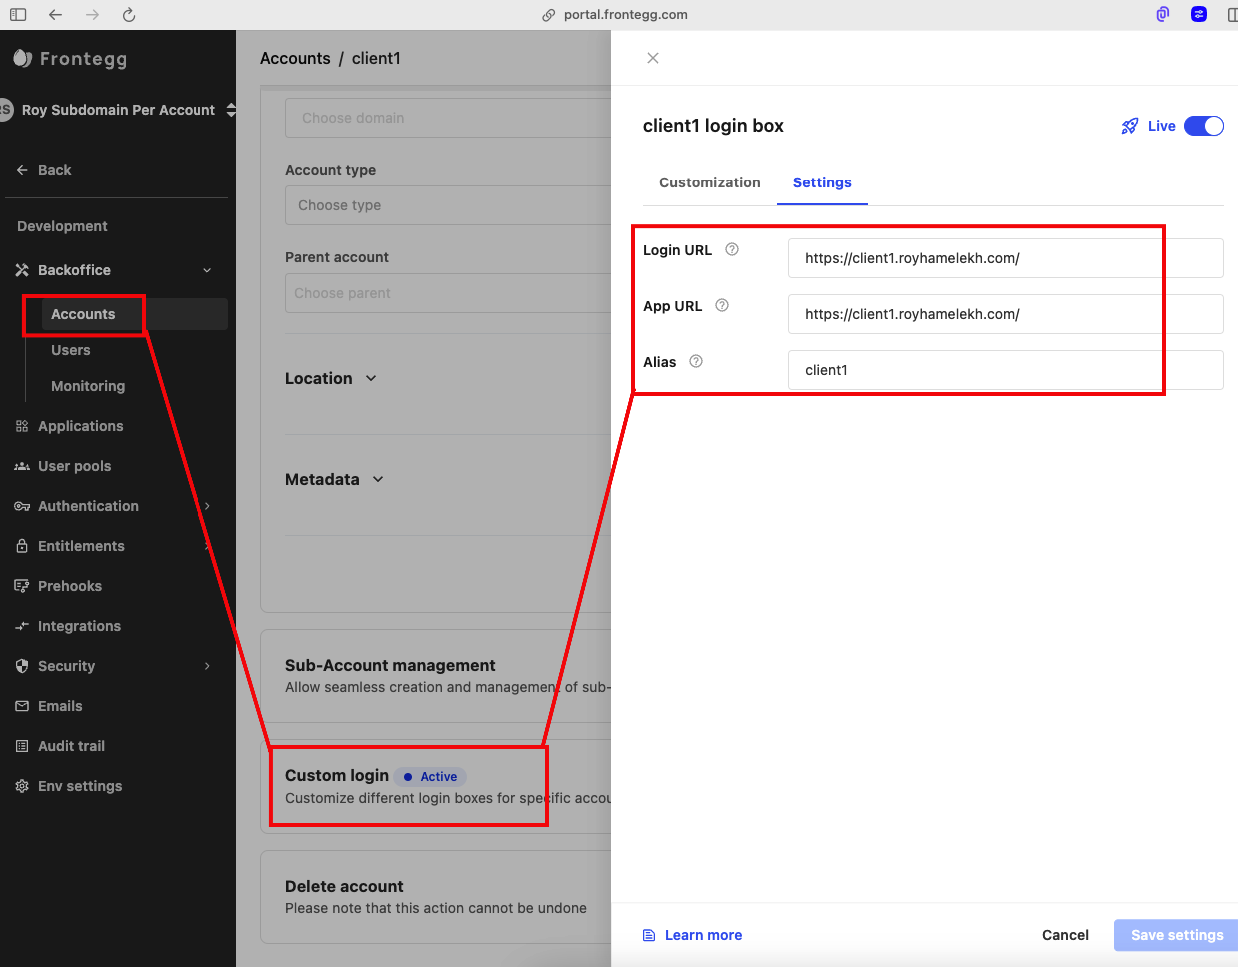 portal.frontegg.com
Frontegg
RS
Roy Subdomain Per Account
Back
Development
Backoffice
Accounts
Users
Monitoring
Applications
User pools
Authentication
Entitlements
Prehooks
Integrations
Security
Emails
Audit trail
Env settings
Accounts / client1
Choose domain
Account type
Choose type
Parent account
Choose parent
Location
Metadata
Sub-Account management
Allow seamless creation and management of sub-
Custom login Active
Customize different login boxes for specific accou
Delete account
Please note that this action cannot be undone
client1 login box
Live
Customization Settings
Login URL ? https://client1.royhamelekh.com/
App URL ? https://client1.royhamelekh.com/
Alias ? client1
Learn more
Cancel
Save settings